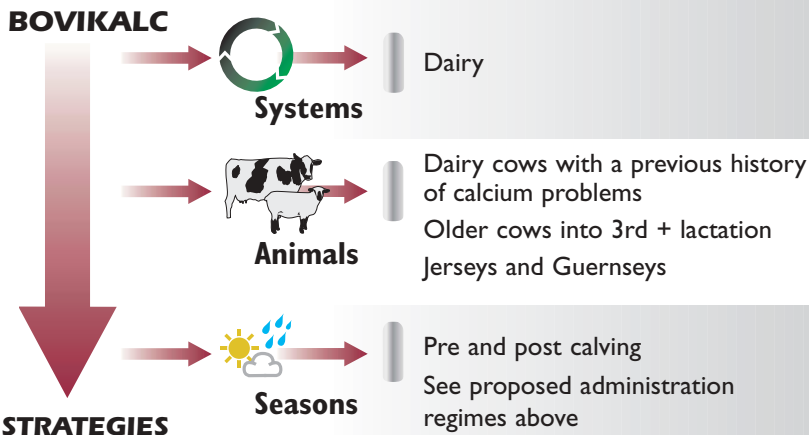 BOVIKALC
Systems
Dairy
Animals
Dairy cows with a previous history
of calcium problems
Older cows into 3rd + lactation
Jerseys and Guernseys
Seasons
Pre and post calving
See proposed administration
regimes above
STRATEGIES